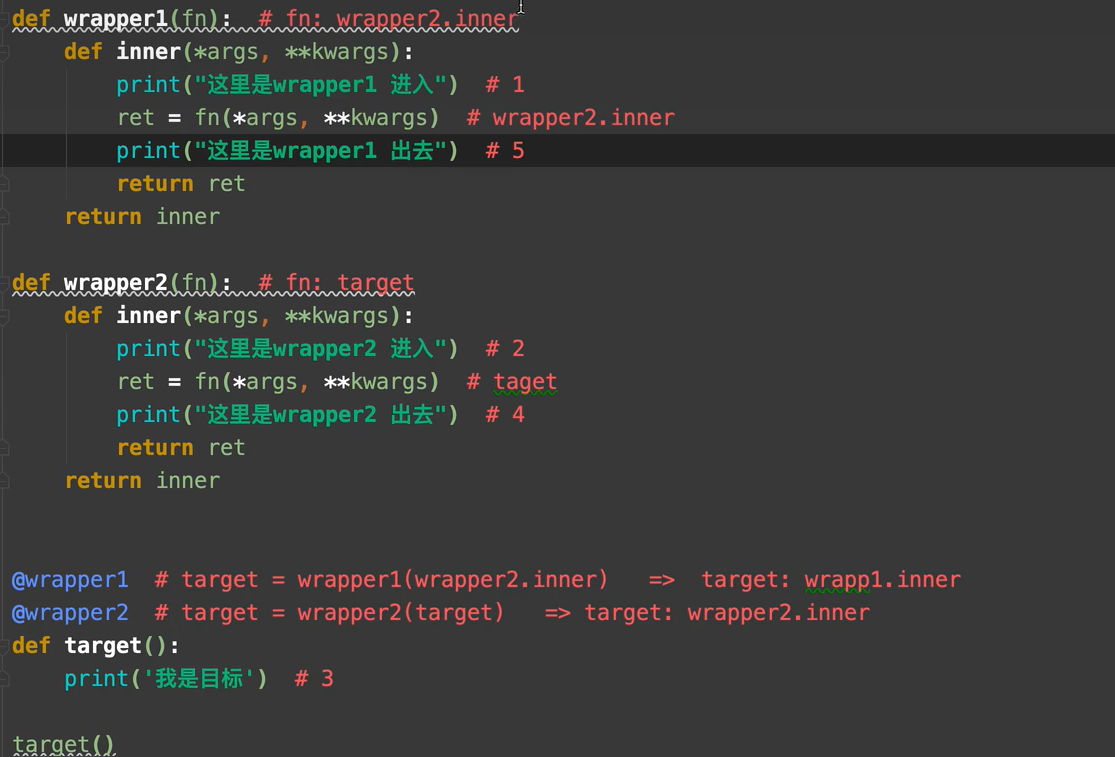 def wrapper1(fn):  # fn: wrapper2.inner
    def inner(*args, **kwargs):
        print("这里是wrapper1 进入")  # 1
        ret = fn(*args, **kwargs)  # wrapper2.inner
        print("这里是wrapper1 出去")  # 5
        return ret
    return inner
def wrapper2(fn):  # fn: target
    def inner(*args, **kwargs):
        print("这里是wrapper2 进入")  # 2
        ret = fn(*args, **kwargs)  # taget
        print("这里是wrapper2 出去")  # 4
        return ret
    return inner
@wrapper1  # target = wrapper1(wrapper2.inner)   =>  target: wrapp1.inner
@wrapper2  # target = wrapper2(target)   => target: wrapper2.inner
def target():
    print('我是目标')  # 3
target()